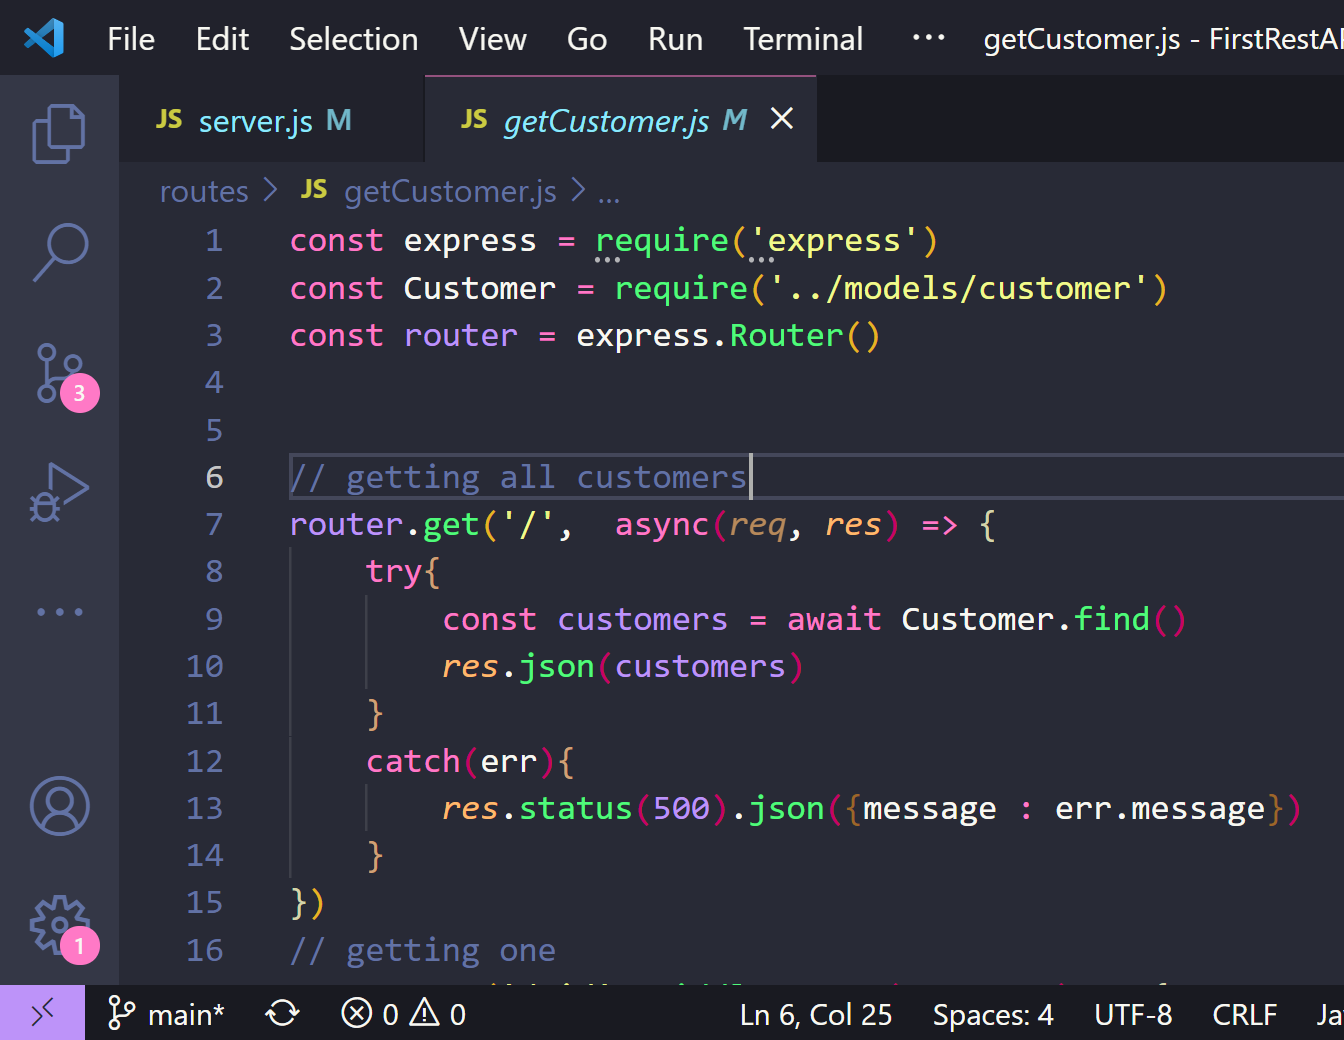 File Edit Selection View Go Run Terminal ··· getCustomer.js - FirstRestAP
JS server.js M JS getCustomer.js M
routes > JS getCustomer.js > ...
1 const express = require('express')
2 const Customer = require('../models/customer')
3 const router = express.Router()
4
5
6 // getting all customers
7 router.get('/',  async(req, res) => {
8 try{
9 const customers = await Customer.find()
10 res.json(customers)
11 }
12 catch(err){
13 res.status(500).json({message : err.message})
14 }
15 })
16 // getting one
3
1
main* 0 0 Ln 6, Col 25 Spaces: 4 UTF-8 CRLF Ja